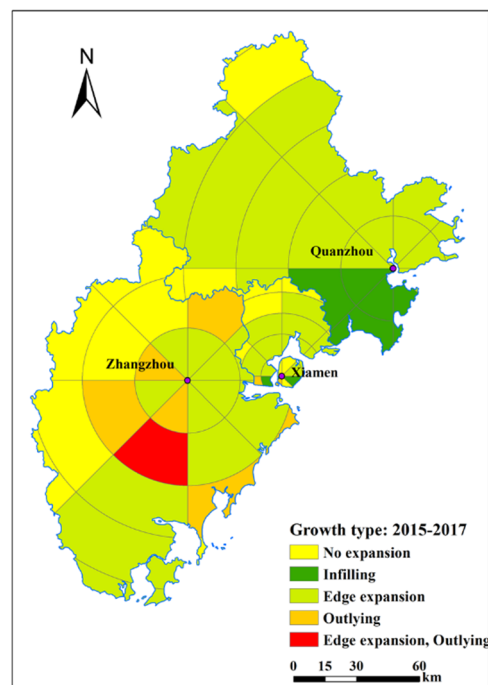 N
Quanzhou
Zhangzhou
Xiamen
Growth type: 2015-2017
No expansion
Infilling
Edge expansion
Outlying
Edge expansion, Outlying
0 15 30 60
km